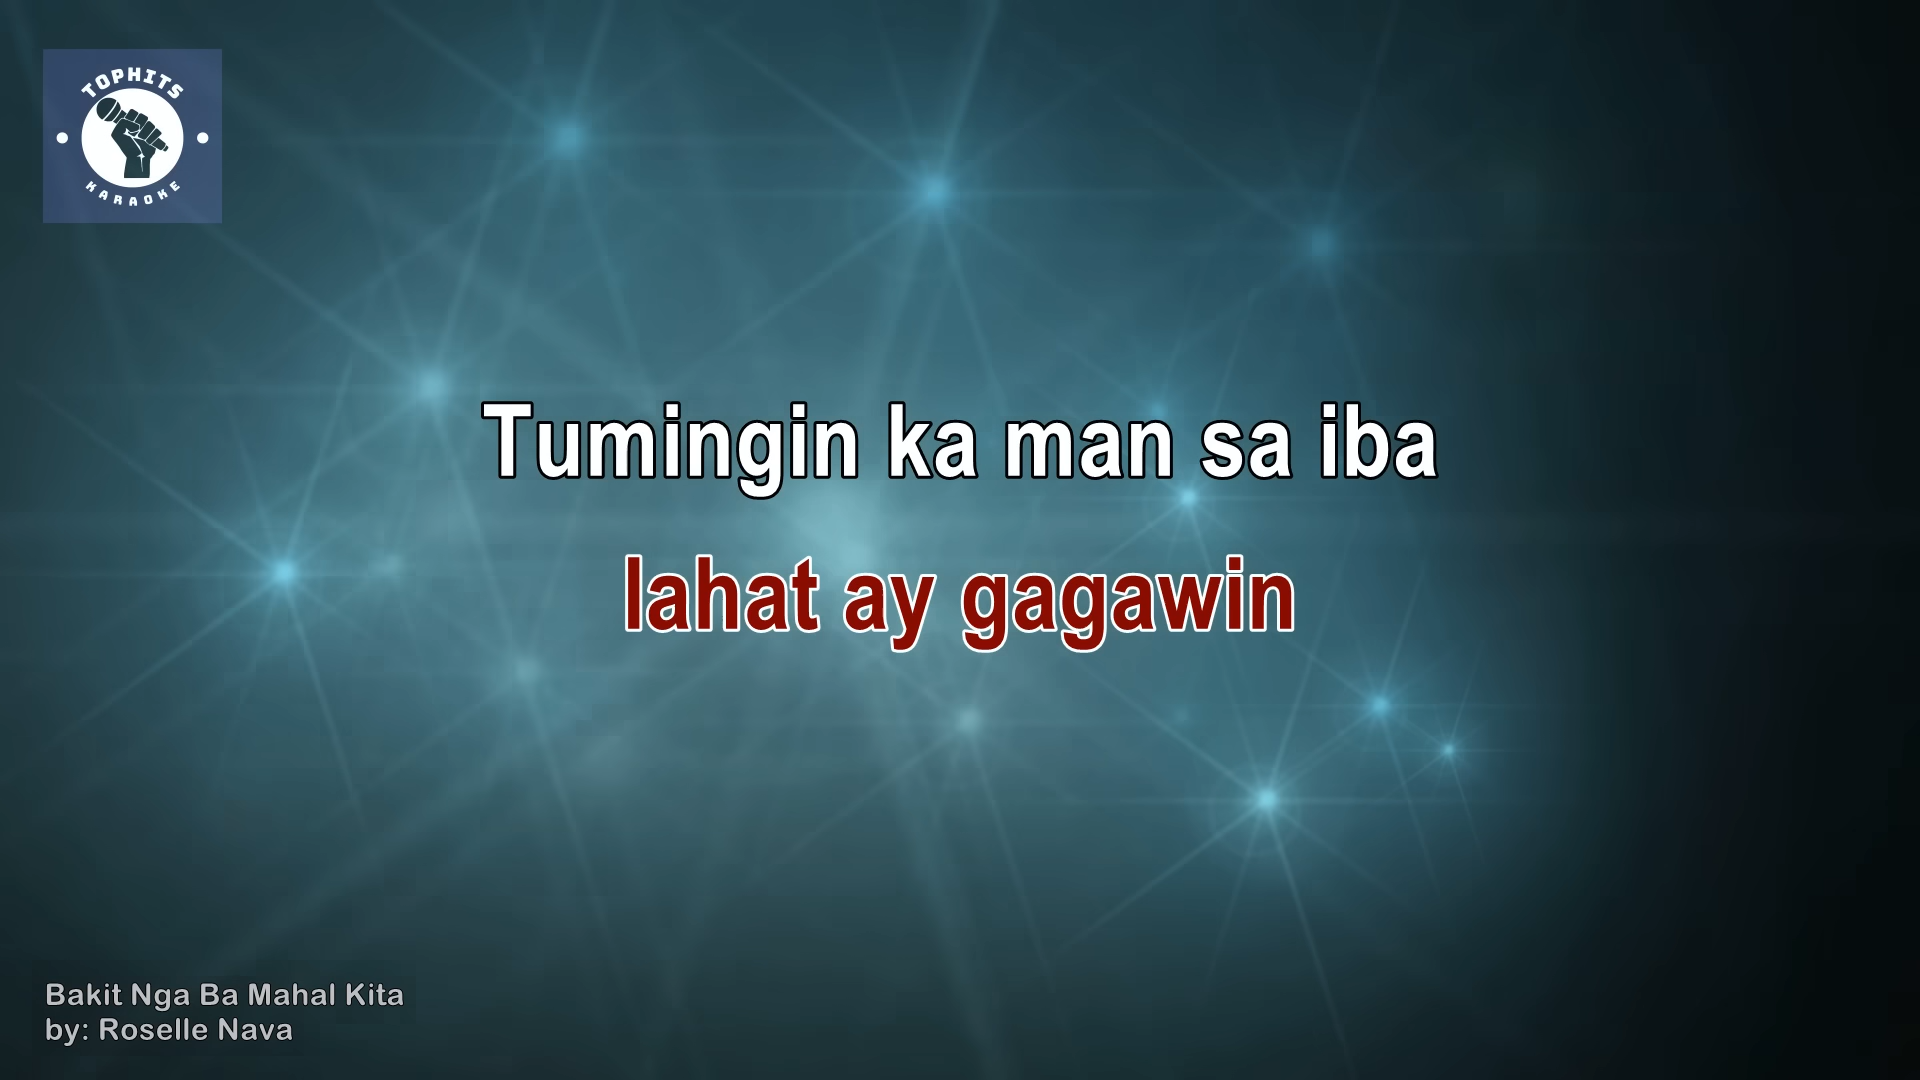 TOPHITS
KARAOKE
Tumingin ka man sa iba
lahat ay gagawin
Bakit Nga Ba Mahal Kita
by: Roselle Nava